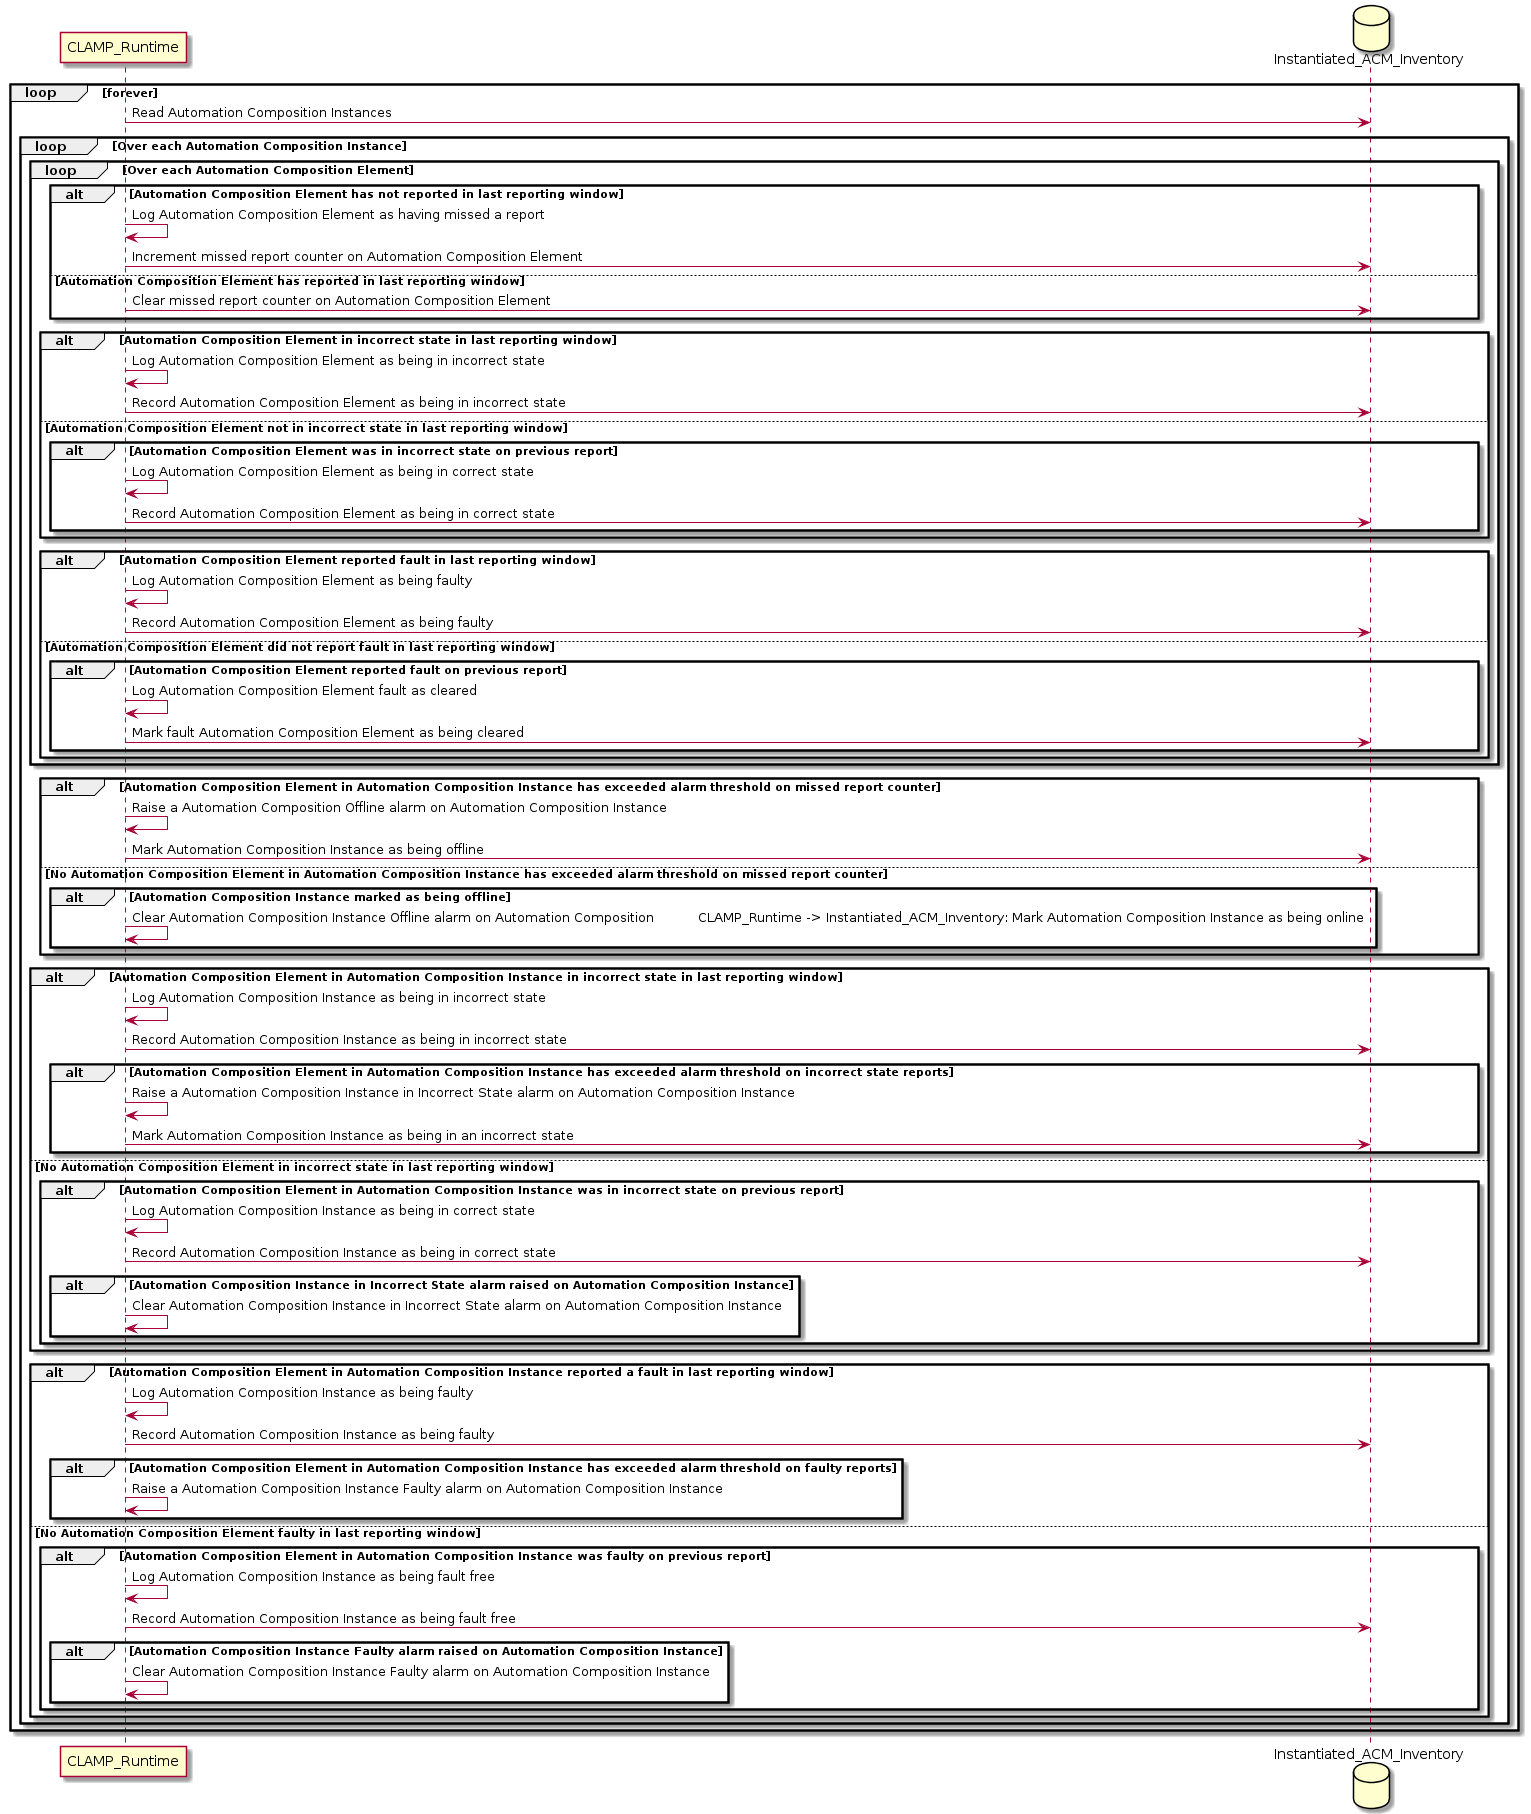 CLAMP_Runtime
Instantiated_ACM_Inventory
loop [forever]
Read Automation Composition Instances
loop [Over each Automation Composition Instance]
loop [Over each Automation Composition Element]
alt [Automation Composition Element has not reported in last reporting window]
Log Automation Composition Element as having missed a report
Increment missed report counter on Automation Composition Element
[Automation Composition Element has reported in last reporting window]
Clear missed report counter on Automation Composition Element
alt [Automation Composition Element in incorrect state in last reporting window]
Log Automation Composition Element as being in incorrect state
Record Automation Composition Element as being in incorrect state
[Automation Composition Element not in incorrect state in last reporting window]
alt [Automation Composition Element was in incorrect state on previous report]
Log Automation Composition Element as being in correct state
Record Automation Composition Element as being in correct state
alt [Automation Composition Element reported fault in last reporting window]
Log Automation Composition Element as being faulty
Record Automation Composition Element as being faulty
[Automation Composition Element did not report fault in last reporting window]
alt [Automation Composition Element reported fault on previous report]
Log Automation Composition Element fault as cleared
Mark fault Automation Composition Element as being cleared
alt [Automation Composition Element in Automation Composition Instance has exceeded alarm threshold on missed report counter]
Raise a Automation Composition Offline alarm on Automation Composition Instance
Mark Automation Composition Instance as being offline
[No Automation Composition Element in Automation Composition Instance has exceeded alarm threshold on missed report counter]
alt [Automation Composition Instance marked as being offline]
Clear Automation Composition Instance Offline alarm on Automation Composition CLAMP_Runtime -> Instantiated_ACM_Inventory: Mark Automation Composition Instance as being online
alt [Automation Composition Element in Automation Composition Instance in incorrect state in last reporting window]
Log Automation Composition Instance as being in incorrect state
Record Automation Composition Instance as being in incorrect state
alt [Automation Composition Element in Automation Composition Instance has exceeded alarm threshold on incorrect state reports]
Raise a Automation Composition Instance in Incorrect State alarm on Automation Composition Instance
Mark Automation Composition Instance as being in an incorrect state
[No Automation Composition Element in incorrect state in last reporting window]
alt [Automation Composition Element in Automation Composition Instance was in incorrect state on previous report]
Log Automation Composition Instance as being in correct state
Record Automation Composition Instance as being in correct state
alt [Automation Composition Instance in Incorrect State alarm raised on Automation Composition Instance]
Clear Automation Composition Instance in Incorrect State alarm on Automation Composition Instance
alt [Automation Composition Element in Automation Composition Instance reported a fault in last reporting window]
Log Automation Composition Instance as being faulty
Record Automation Composition Instance as being faulty
alt [Automation Composition Element in Automation Composition Instance has exceeded alarm threshold on faulty reports]
Raise a Automation Composition Instance Faulty alarm on Automation Composition Instance
[No Automation Composition Element faulty in last reporting window]
alt [Automation Composition Element in Automation Composition Instance was faulty on previous report]
Log Automation Composition Instance as being fault free
Record Automation Composition Instance as being fault free
alt [Automation Composition Instance Faulty alarm raised on Automation Composition Instance]
Clear Automation Composition Instance Faulty alarm on Automation Composition Instance
CLAMP_Runtime
Instantiated_ACM_Inventory